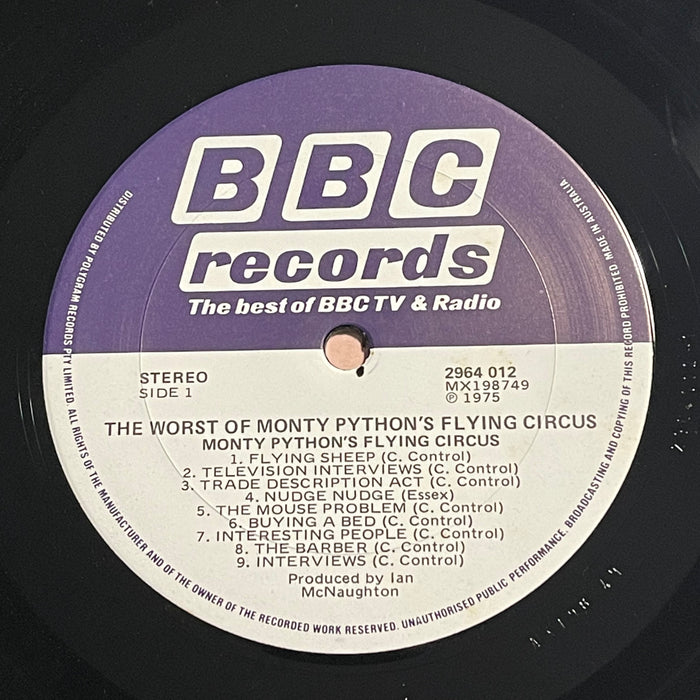 BBC
records
The best of BBC TV & Radio
STEREO
SIDE 1
2964 012
MX198749
℗ 1975
THE WORST OF MONTY PYTHON'S FLYING CIRCUS
MONTY PYTHON'S FLYING CIRCUS
1. FLYING SHEEP (C. Control)
2. TELEVISION INTERVIEWS (C. Control)
3. TRADE DESCRIPTION ACT (C. Control)
4. NUDGE NUDGE (Essex)
5. THE MOUSE PROBLEM (C. Control)
6. BUYING A BED (C. Control)
7. INTERESTING PEOPLE (C. Control)
8. THE BARBER (C. Control)
9. INTERVIEWS (C. Control)
Produced by Ian
McNaughton
DISTRIBUTED BY POLYGRAM RECORDS PTY LIMITED. ALL RIGHTS OF THE MANUFACTURER AND OF THE OWNER OF THE RECORDED WORK RESERVED. UNAUTHORISED PUBLIC PERFORMANCE, BROADCASTING AND COPYING OF THIS RECORD PROHIBITED. MADE IN AUSTRALIA